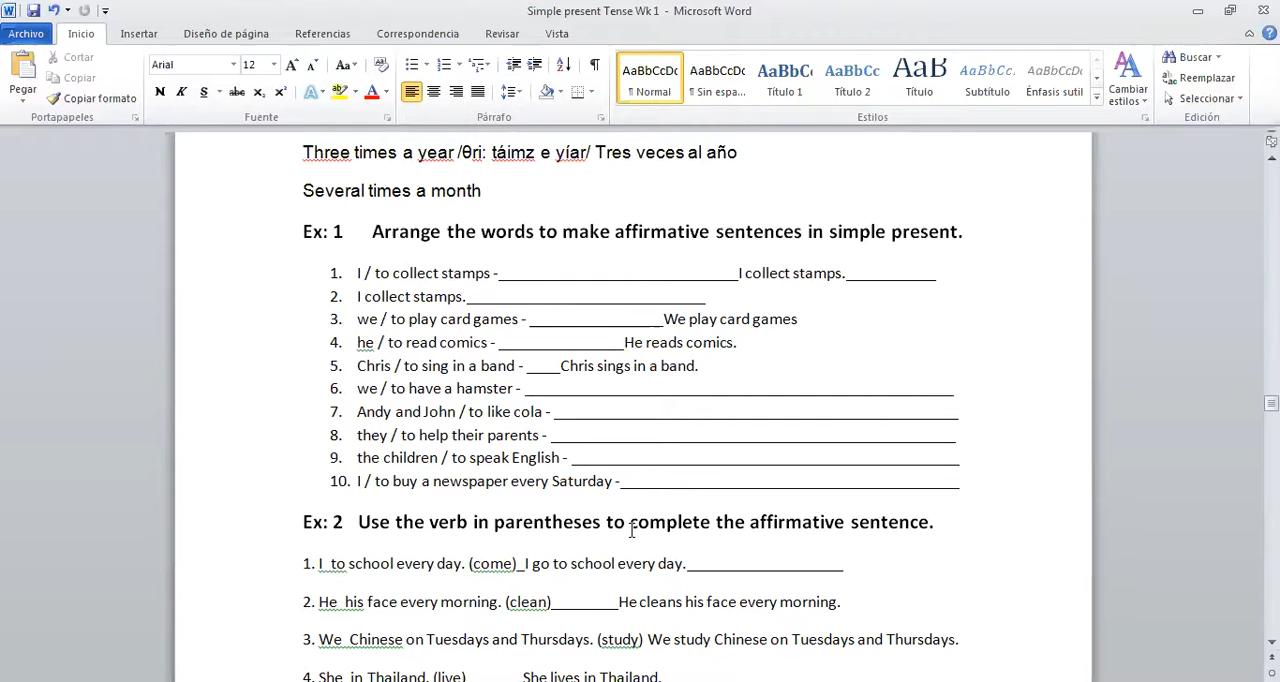 Simple present Tense Wk 1 - Microsoft Word
Archivo Inicio Insertar Diseño de página Referencias Correspondencia Revisar Vista
Pegar
Cortar
Copiar
Copiar formato
Portapapeles
Arial 12
Fuente
Párrafo
AaBbCcDc AaBbCcDc AaBbC AaBbCc AaB AaBbCc. AaBbCcDc
¶ Normal ¶ Sin espa... Título 1 Título 2 Título Subtítulo Énfasis sutil
Estilos
Cambiar estilos
Buscar
Reemplazar
Seleccionar
Edición
Three times a year /θri: táimz e yíar/ Tres veces al año
Several times a month
Ex: 1 Arrange the words to make affirmative sentences in simple present.
1. I / to collect stamps -____________________________I collect stamps.___________
2. I collect stamps.____________________________
3. we / to play card games - ________________We play card games
4. he / to read comics - _______________He reads comics.
5. Chris / to sing in a band - ____Chris sings in a band.
6. we / to have a hamster - ____________________________________________________
7. Andy and John / to like cola - _________________________________________________
8. they / to help their parents - _________________________________________________
9. the children / to speak English - _______________________________________________
10. I / to buy a newspaper every Saturday -________________________________________
Ex: 2 Use the verb in parentheses to complete the affirmative sentence.
1. I to school every day. (come)_I go to school every day.___________________
2. He his face every morning. (clean)________He cleans his face every morning.
3. We Chinese on Tuesdays and Thursdays. (study) We study Chinese on Tuesdays and Thursdays.
4. She in Thailand. (live)_______She lives in Thailand.